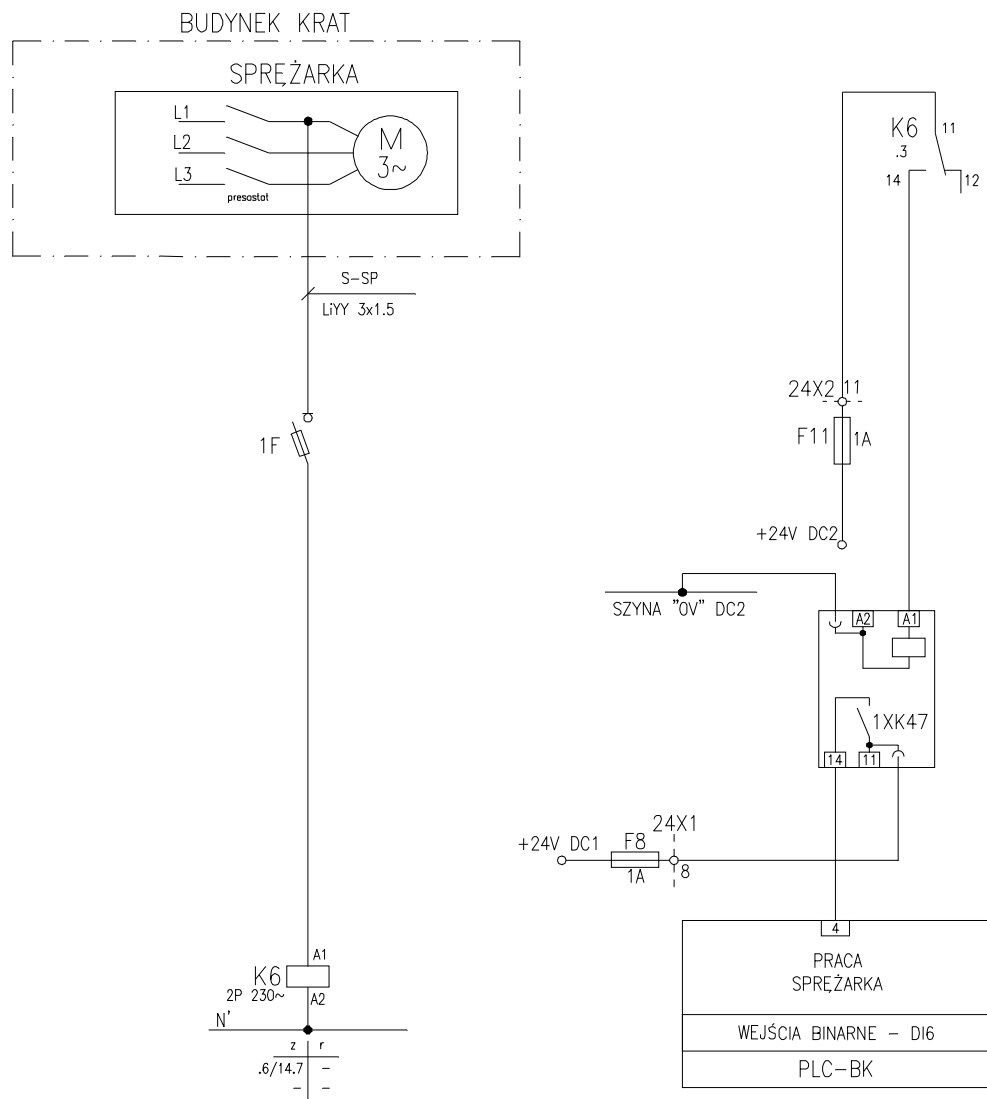 BUDYNEK KRAT
SPRĘŻARKA
L1
L2
L3
presostat
M
3~
S-SP
LiYY 3x1.5
1F
K6
2P 230~
A1
A2
N'
z r
.6/14.7 -
- -
K6
.3
11
14
12
24X2 11
F11 1A
+24V DC2
SZYNA "0V" DC2
A2
A1
1XK47
14
11
+24V DC1
F8
1A
24X1
8
4
PRACA
SPRĘŻARKA
WEJŚCIA BINARNE - DI6
PLC-BK